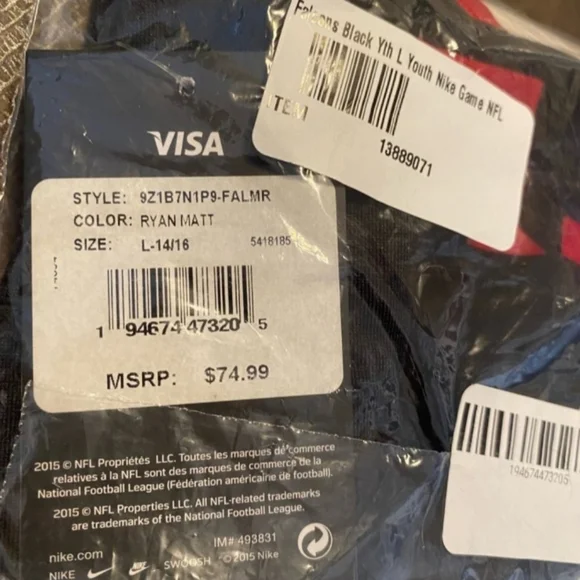 Falcons Black Yth L Youth Nike Game NFL
ITEM
13889071
VISA
STYLE: 9Z1B7N1P9-FALMR
COLOR: RYAN MATT
SIZE: L-14/16 5418185
1 94674 47320 5
MSRP: $74.99
194674473205
2015 © NFL Propriétés LLC. Toutes les marques de commerce
relatives à la NFL sont des marques de commerce de la
National Football League (Fédération américaine de football).
2015 © NFL Properties LLC. All NFL-related trademarks
are trademarks of the National Football League.
IM# 493831
nike.com
NIKE SWOOSH ©2015 Nike